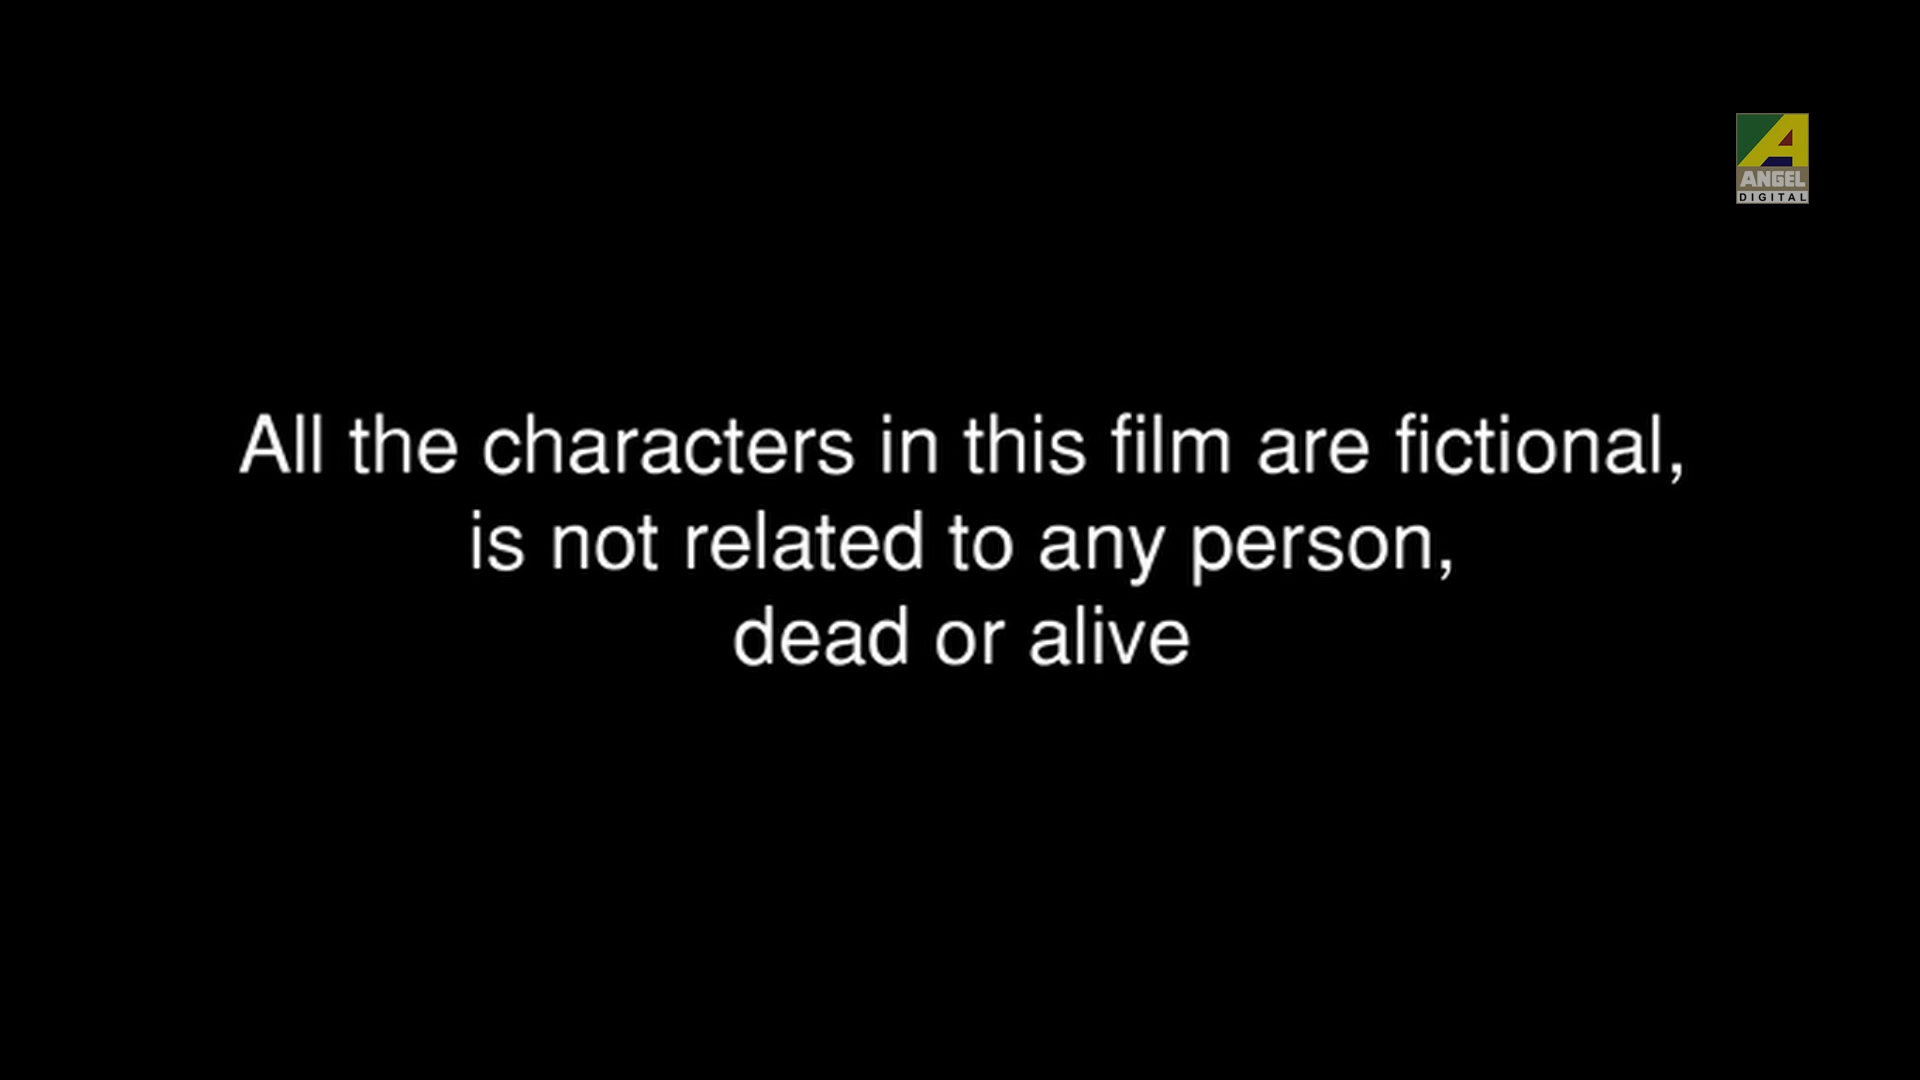 ANGEL
DIGITAL
All the characters in this film are fictional,
is not related to any person,
dead or alive